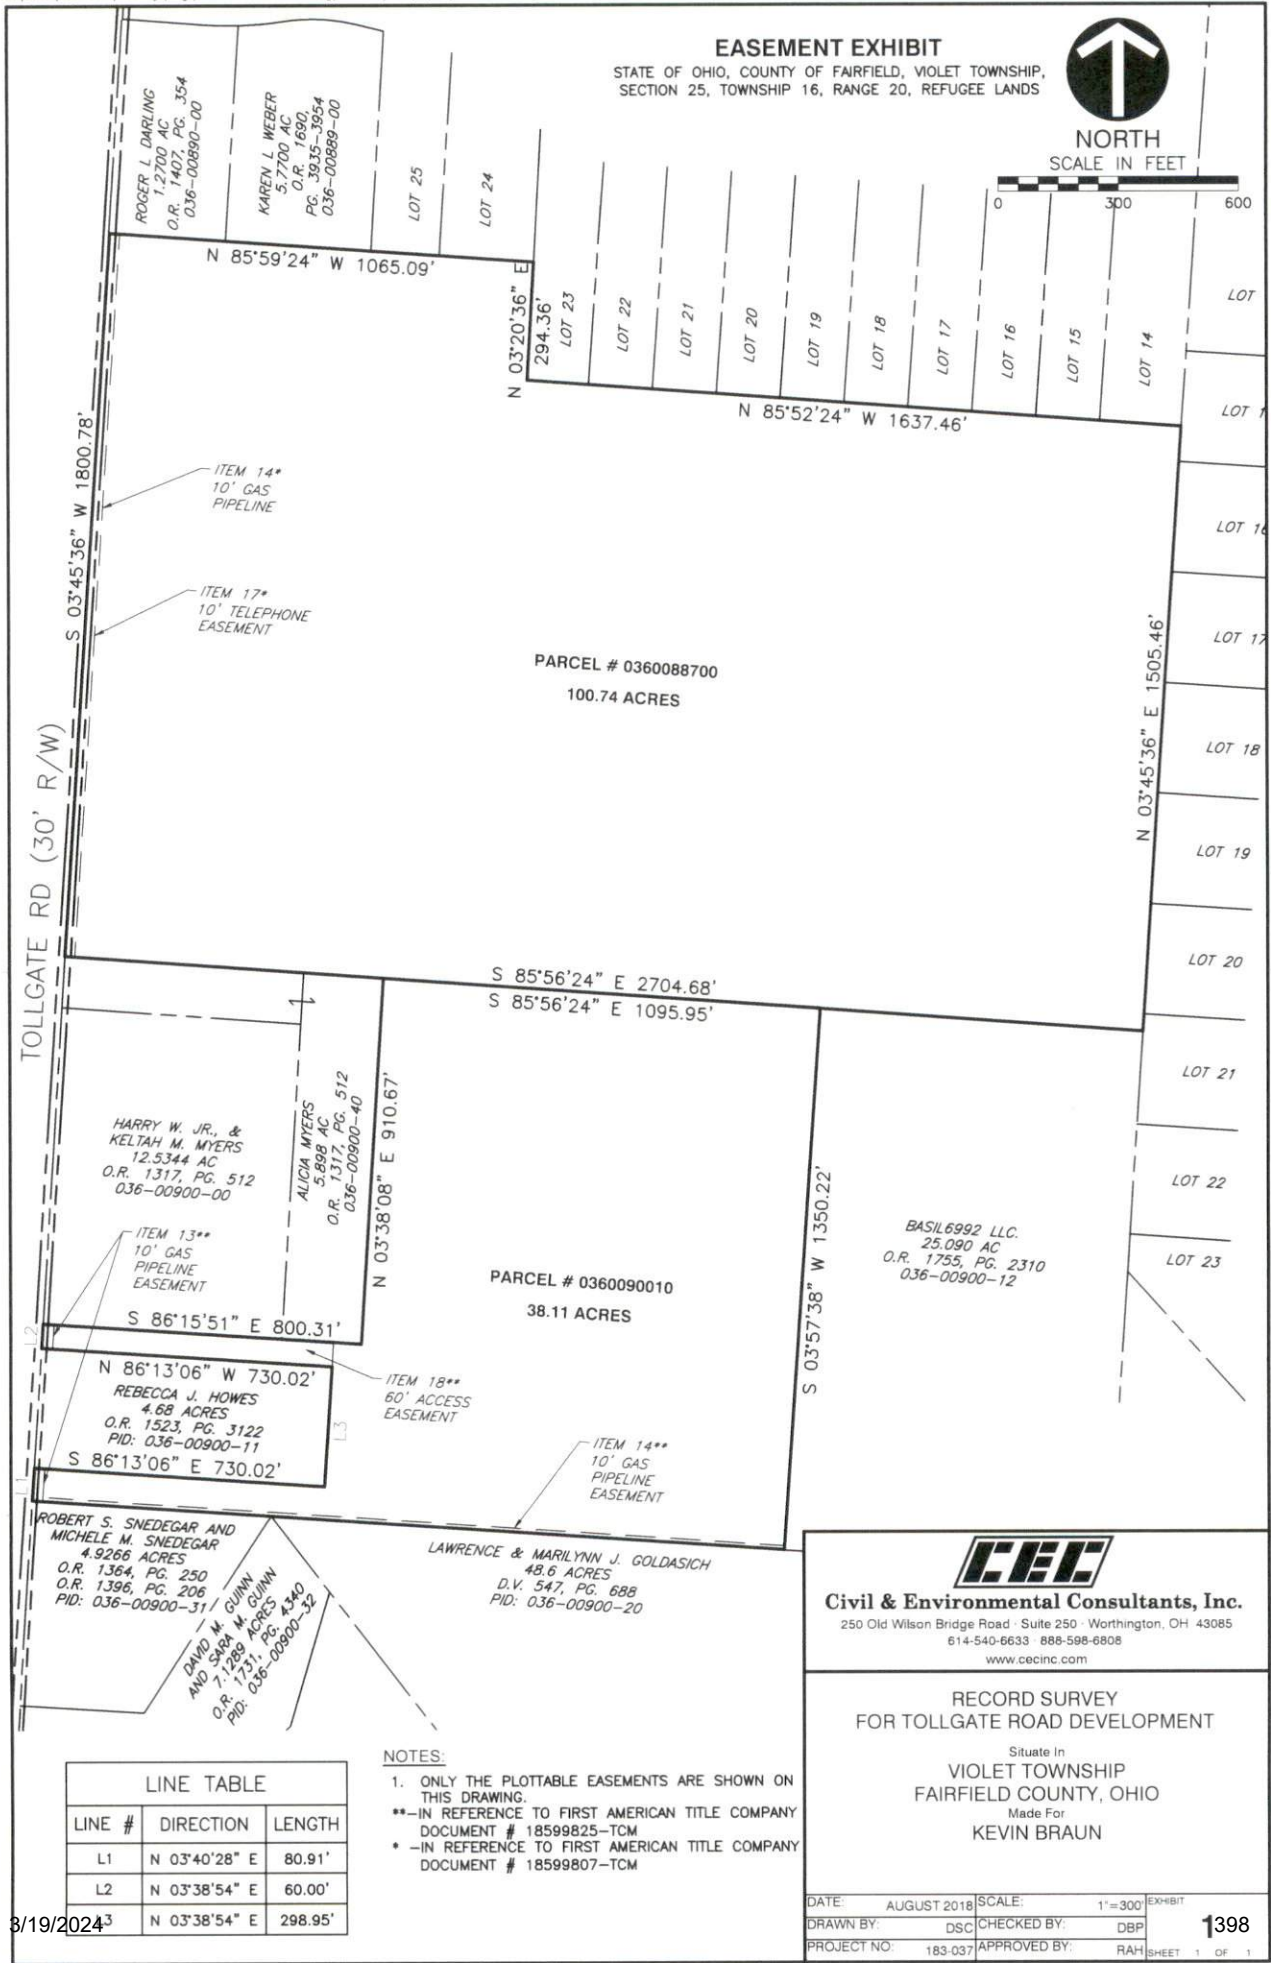 EASEMENT EXHIBIT
STATE OF OHIO, COUNTY OF FAIRFIELD, VIOLET TOWNSHIP,
SECTION 25, TOWNSHIP 16, RANGE 20, REFUGEE LANDS
NORTH
SCALE IN FEET
0 300 600
ROGER L DARLING
1.2700 AC
O.R. 1407, PG. 354
036-00890-00
KAREN L WEBER
5.7700 AC
O.R. 1690,
PG. 3935-3954
036-00889-00
LOT 25
LOT 24
N 85°59'24" W 1065.09'
N 03°20'36" E
294.36'
LOT 23
LOT 22
LOT 21
LOT 20
LOT 19
LOT 18
LOT 17
LOT 16
LOT 15
LOT 14
N 85°52'24" W 1637.46'
LOT
LOT 1
LOT 16
LOT 17
LOT 18
LOT 19
LOT 20
LOT 21
LOT 22
LOT 23
S 03°45'36" W 1800.78'
ITEM 14*
10' GAS
PIPELINE
ITEM 17*
10' TELEPHONE
EASEMENT
PARCEL # 0360088700
100.74 ACRES
N 03°45'36" E 1505.46'
TOLLGATE RD (30' R/W)
S 85°56'24" E 2704.68'
S 85°56'24" E 1095.95'
HARRY W. JR., &
KELTAH M. MYERS
12.5344 AC
O.R. 1317, PG. 512
036-00900-00
ALICIA MYERS
5.898 AC
O.R. 1317, PG. 512
036-00900-40
N 03°38'08" E 910.67'
ITEM 13**
10' GAS
PIPELINE
EASEMENT
PARCEL # 0360090010
38.11 ACRES
S 03°57'38" W 1350.22'
BASIL6992 LLC.
25.090 AC
O.R. 1755, PG. 2310
036-00900-12
L2
S 86°15'51" E 800.31'
N 86°13'06" W 730.02'
REBECCA J. HOWES
4.68 ACRES
O.R. 1523, PG. 3122
PID: 036-00900-11
S 86°13'06" E 730.02'
L3
L1
ITEM 18**
60' ACCESS
EASEMENT
ITEM 14**
10' GAS
PIPELINE
EASEMENT
ROBERT S. SNEDEGAR AND
MICHELE M. SNEDEGAR
4.9266 ACRES
O.R. 1364, PG. 250
O.R. 1396, PG. 206
PID: 036-00900-31
DAVID M. GUINN
AND SARA M. GUINN
7.1289 ACRES
O.R. 1731, PG. 4340
PID: 036-00900-32
LAWRENCE & MARILYNN J. GOLDASICH
48.6 ACRES
D.V. 547, PG. 688
PID: 036-00900-20
CEC
Civil & Environmental Consultants, Inc.
250 Old Wilson Bridge Road · Suite 250 · Worthington, OH 43085
614-540-6633 · 888-598-6808
www.cecinc.com
RECORD SURVEY
FOR TOLLGATE ROAD DEVELOPMENT
Situate In
VIOLET TOWNSHIP
FAIRFIELD COUNTY, OHIO
Made For
KEVIN BRAUN
LINE TABLE
LINE # DIRECTION LENGTH
L1 N 03°40'28" E 80.91'
L2 N 03°38'54" E 60.00'
L3 N 03°38'54" E 298.95'
NOTES:
1. ONLY THE PLOTTABLE EASEMENTS ARE SHOWN ON
THIS DRAWING.
**-IN REFERENCE TO FIRST AMERICAN TITLE COMPANY
DOCUMENT # 18599825-TCM
* -IN REFERENCE TO FIRST AMERICAN TITLE COMPANY
DOCUMENT # 18599807-TCM
DATE: AUGUST 2018 SCALE: 1"=300' EXHIBIT
DRAWN BY: DSC CHECKED BY: DBP 1
PROJECT NO: 183-037 APPROVED BY: RAH SHEET 1 OF 1
3/19/2024
398